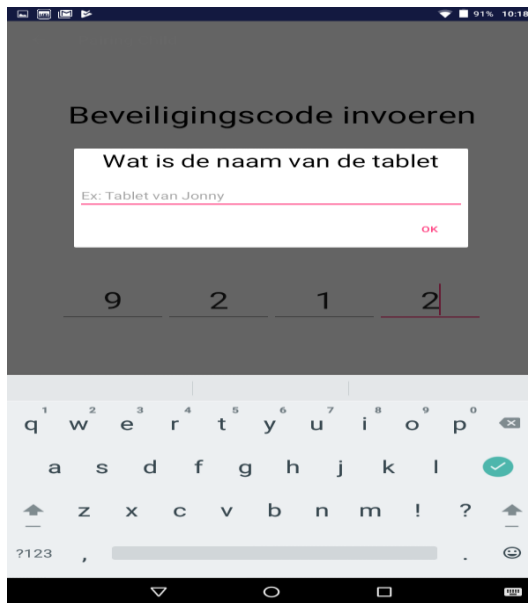 91% 10:18
Beveiligingscode invoeren
Wat is de naam van de tablet
Ex: Tablet van Jonny
OK
9 2 1 2
1 2 3 4 5 6 7 8 9 0
q w e r t y u i o p
a s d f g h j k l
z x c v b n m ! ?
?123 , .